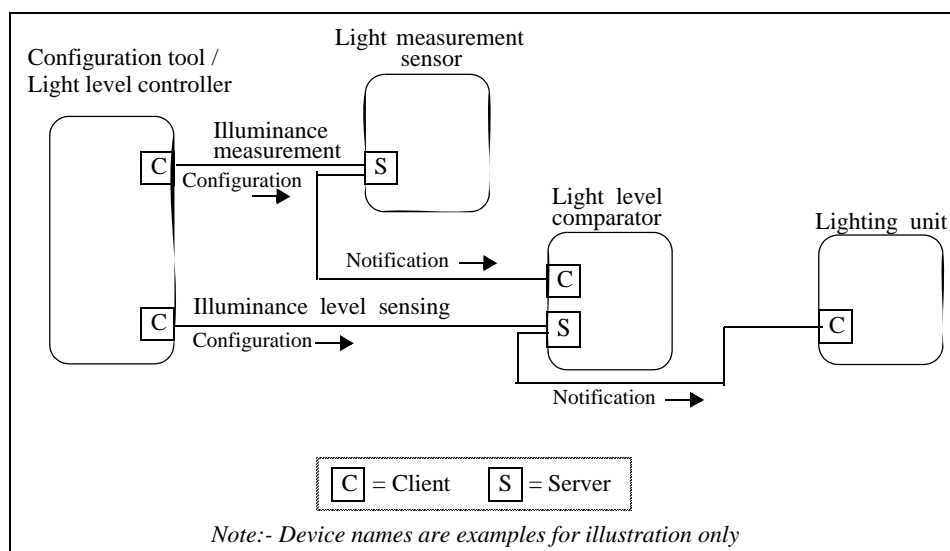 Configuration tool /
Light level controller
Light measurement
sensor
Illuminance
measurement
C
S
Configuration
Light level
comparator
Lighting unit
Notification
C
C
Illuminance level sensing
S
C
Configuration
Notification
C = Client S = Server
Note:- Device names are examples for illustration only